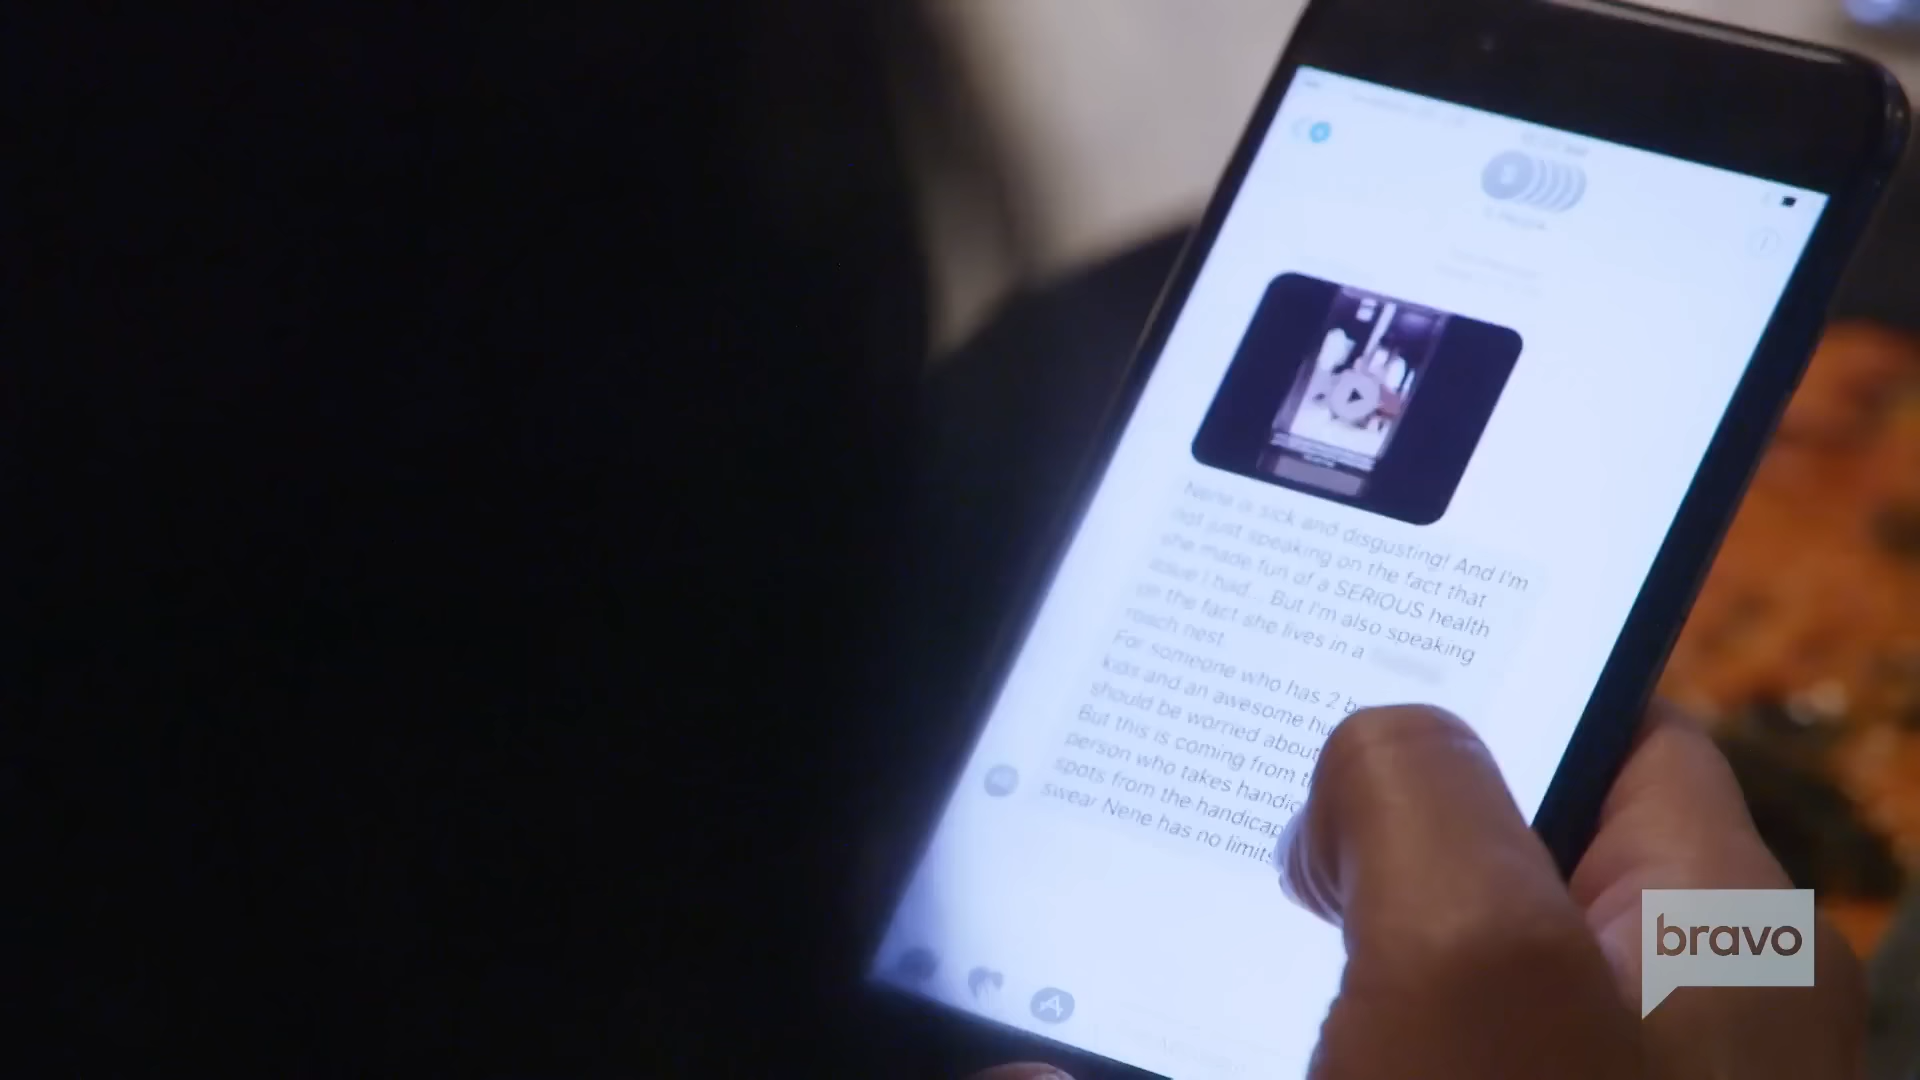 Nene is sick and disgusting! And I'm
not just speaking on the fact that
she made fun of a SERIOUS health
issue I had... But I'm also speaking
on the fact she lives in a
roach nest
For someone who has 2
kids and an awesome
should be worried about
But this is coming from
person who takes
spots from the
swear Nene has no limits
bravo